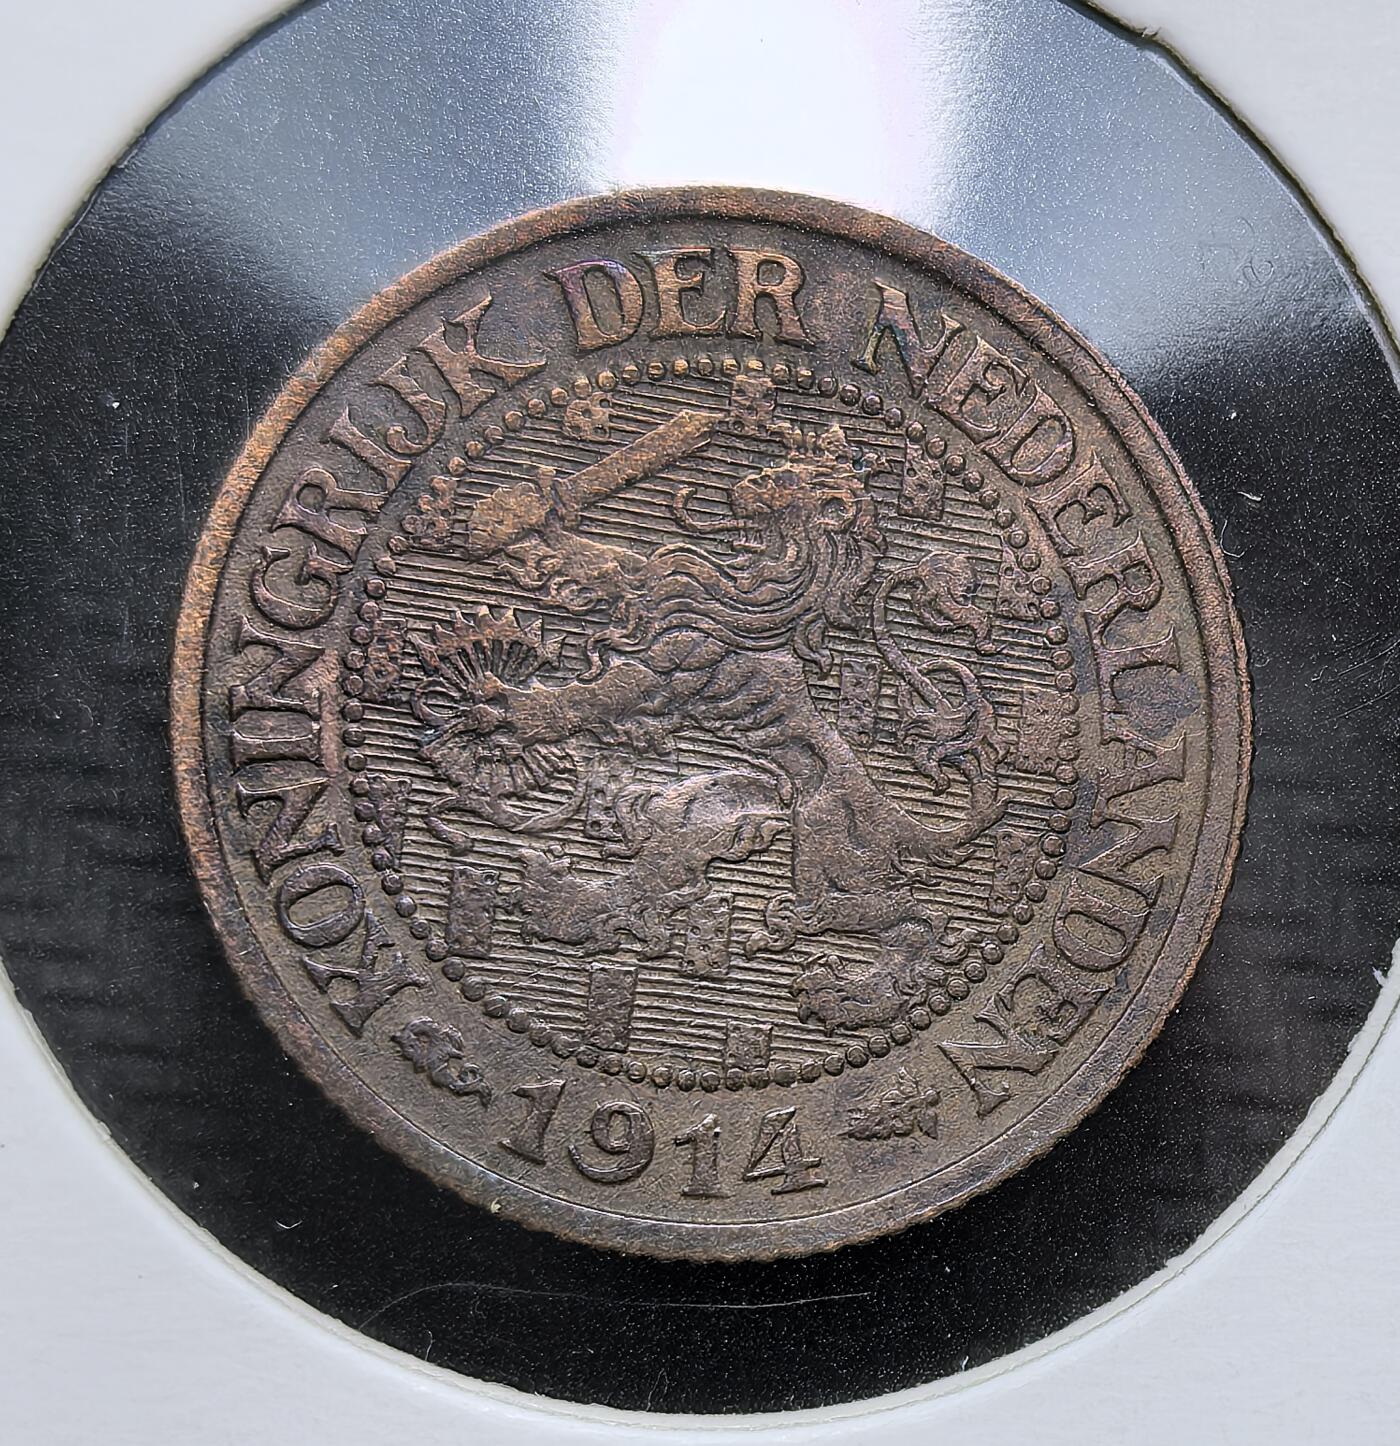 KONINGRIJK DER NEDERLANDEN
1914